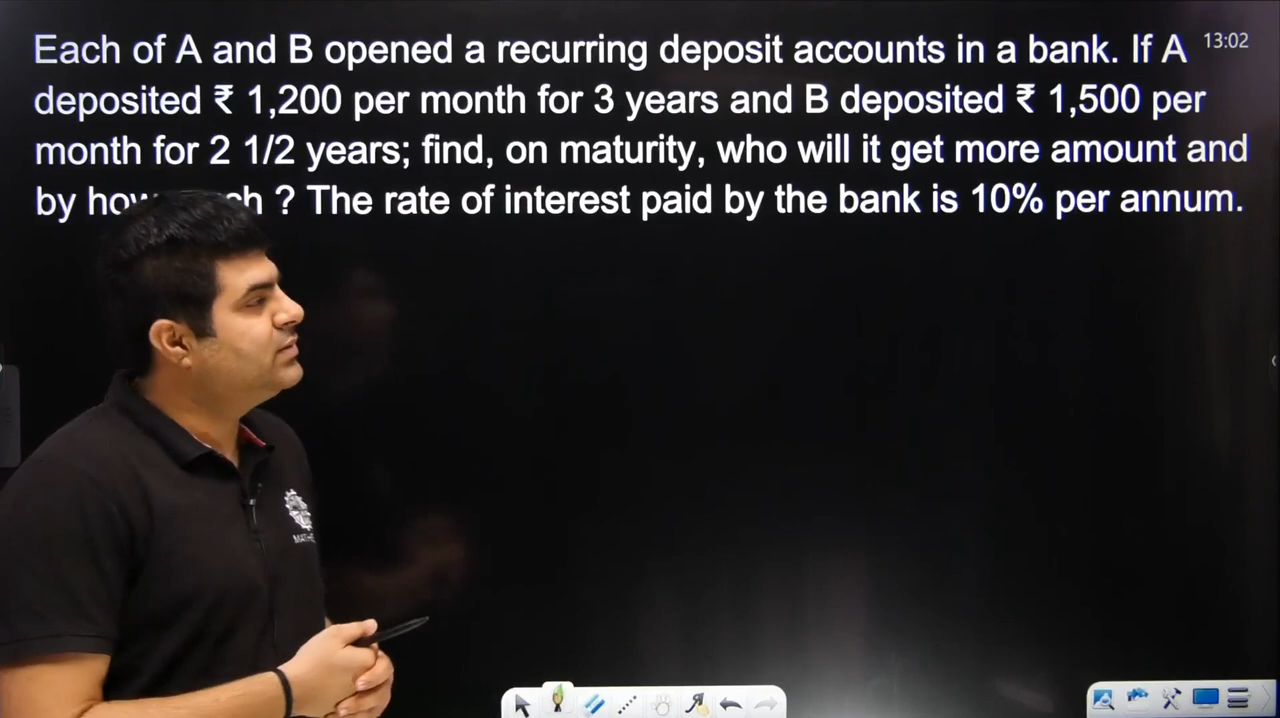 Each of A and B opened a recurring deposit accounts in a bank. If A
13:02
deposited ₹ 1,200 per month for 3 years and B deposited ₹ 1,500 per
month for 2 1/2 years; find, on maturity, who will it get more amount and
by ? The rate of interest paid by the bank is 10% per annum.